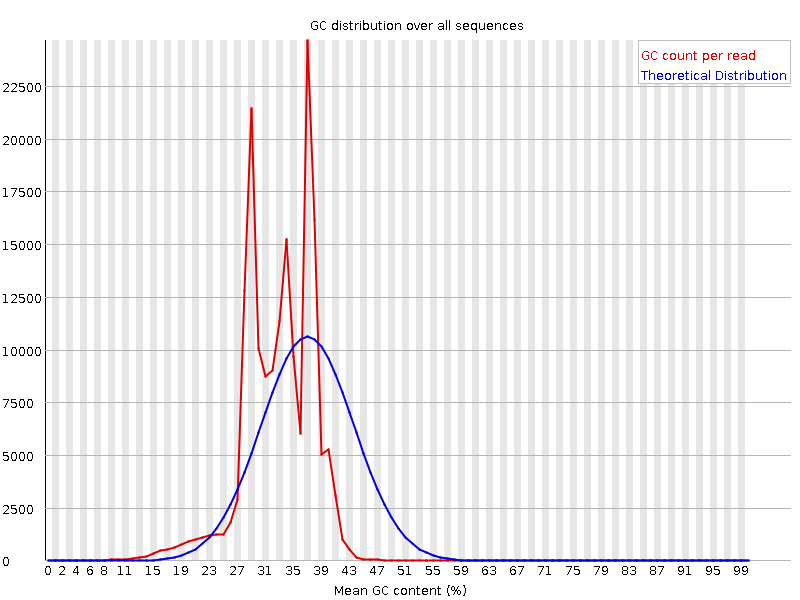 GC distribution over all sequences
GC count per read
Theoretical Distribution
22500
20000
17500
15000
12500
10000
7500
5000
2500
0
0 2 4 6 8 11 15 19 23 27 31 35 39 43 47 51 55 59 63 67 71 75 79 83 87 91 95 99
Mean GC content (%)